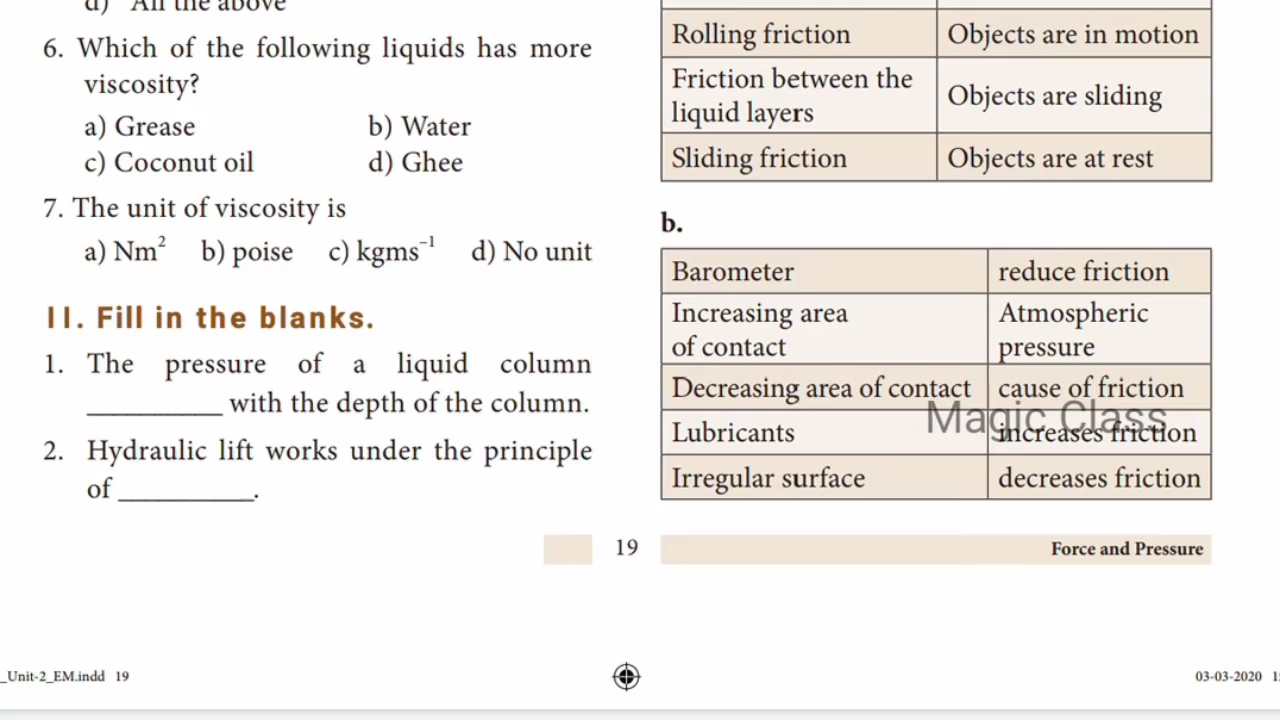 d) All the above
6. Which of the following liquids has more
viscosity?
a) Grease b) Water
c) Coconut oil d) Ghee
7. The unit of viscosity is
a) Nm² b) poise c) kgms⁻¹ d) No unit
II. Fill in the blanks.
1. The pressure of a liquid column
__________ with the depth of the column.
2. Hydraulic lift works under the principle
of __________.
Rolling friction Objects are in motion
Friction between the
liquid layers Objects are sliding
Sliding friction Objects are at rest
b.
Barometer reduce friction
Increasing area Atmospheric
of contact pressure
Decreasing area of contact cause of friction
Magic Class
Lubricants increases friction
Irregular surface decreases friction
19 Force and Pressure
_Unit-2_EM.indd 19 03-03-2020